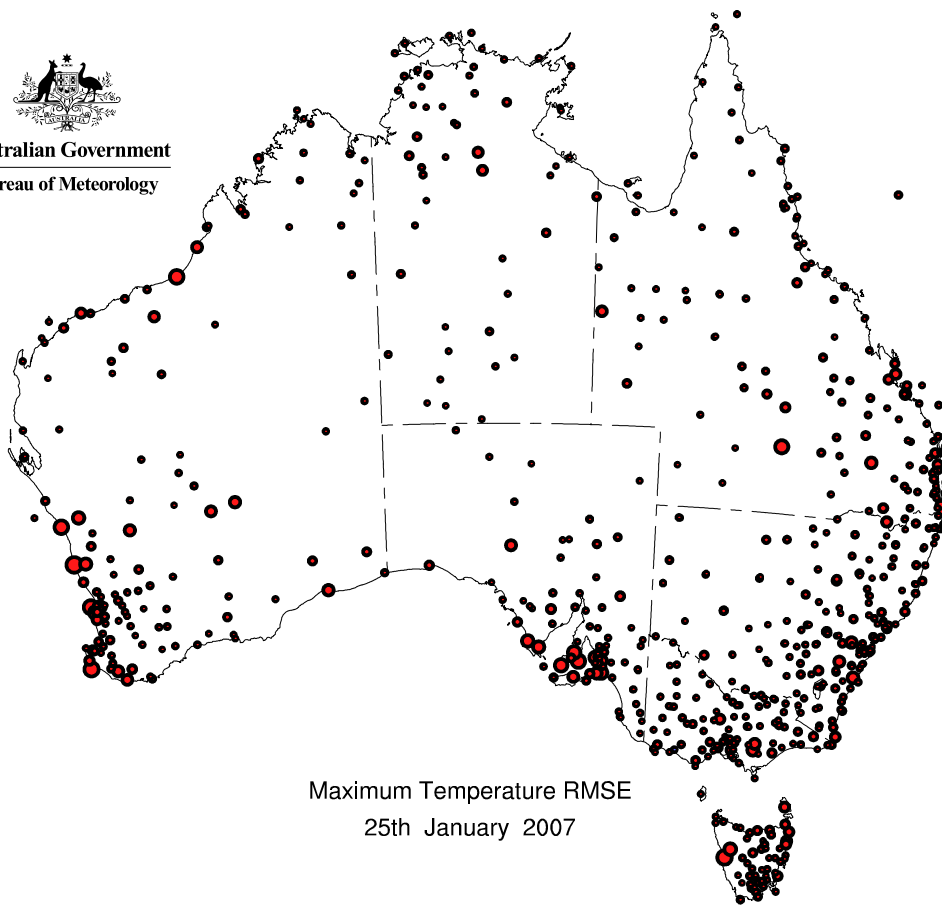 AUSTRALIA
tralian Government
reau of Meteorology
Maximum Temperature RMSE
25th January 2007